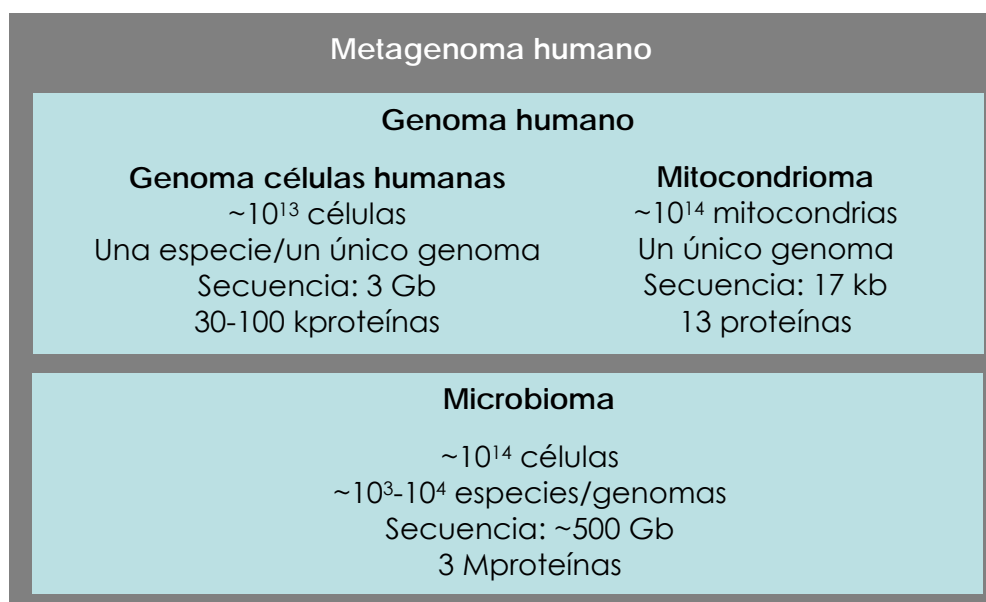 Metagenoma humano
Genoma humano
Genoma células humanas
~10¹³ células
Una especie/un único genoma
Secuencia: 3 Gb
30-100 kproteínas
Mitocondrioma
~10¹⁴ mitocondrias
Un único genoma
Secuencia: 17 kb
13 proteínas
Microbioma
~10¹⁴ células
~10³-10⁴ especies/genomas
Secuencia: ~500 Gb
3 Mproteínas